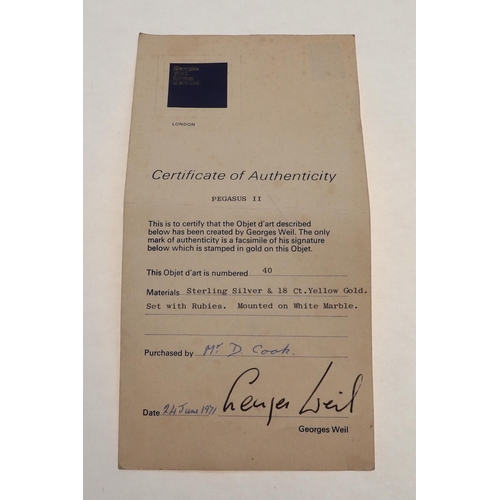 Georges
Weil
LONDON
Certificate of Authenticity
PEGASUS II
This is to certify that the Objet d'art described
below has been created by Georges Weil. The only
mark of authenticity is a facsimile of his signature
below which is stamped in gold on this Objet.
This Objet d'art is numbered 40
Materials Sterling Silver & 18 Ct.Yellow Gold.
Set with Rubies. Mounted on White Marble.
Purchased by Mr D. Cook.
Georges Weil
Date 24 June 1971
Georges Weil